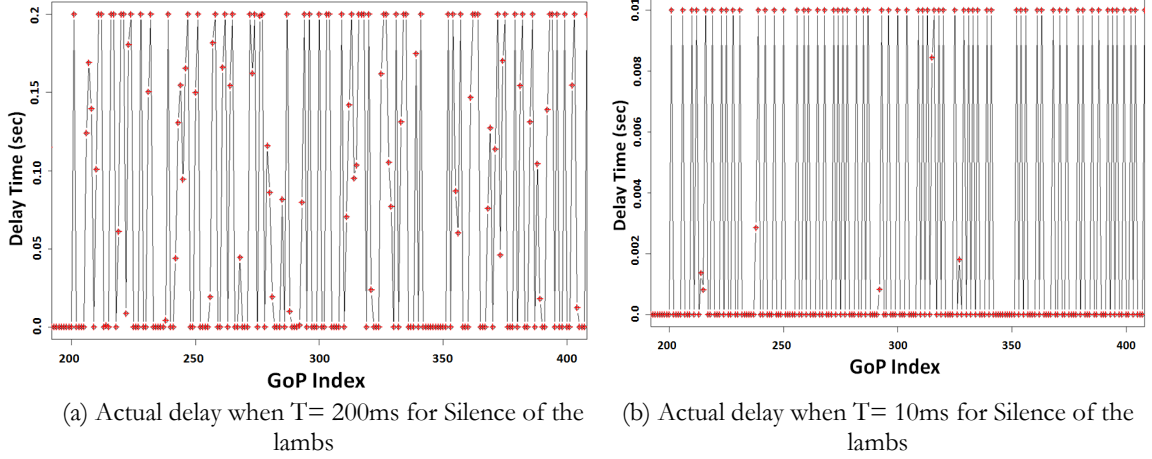 0.2
0.15
0.10
0.05
0.0
Delay Time (sec)
200 250 300 350 400
GoP Index
(a) Actual delay when T= 200ms for Silence of the
lambs
0.01
0.008
0.006
0.004
0.002
0.0
Delay Time (sec)
200 250 300 350 400
GoP Index
(b) Actual delay when T= 10ms for Silence of the
lambs